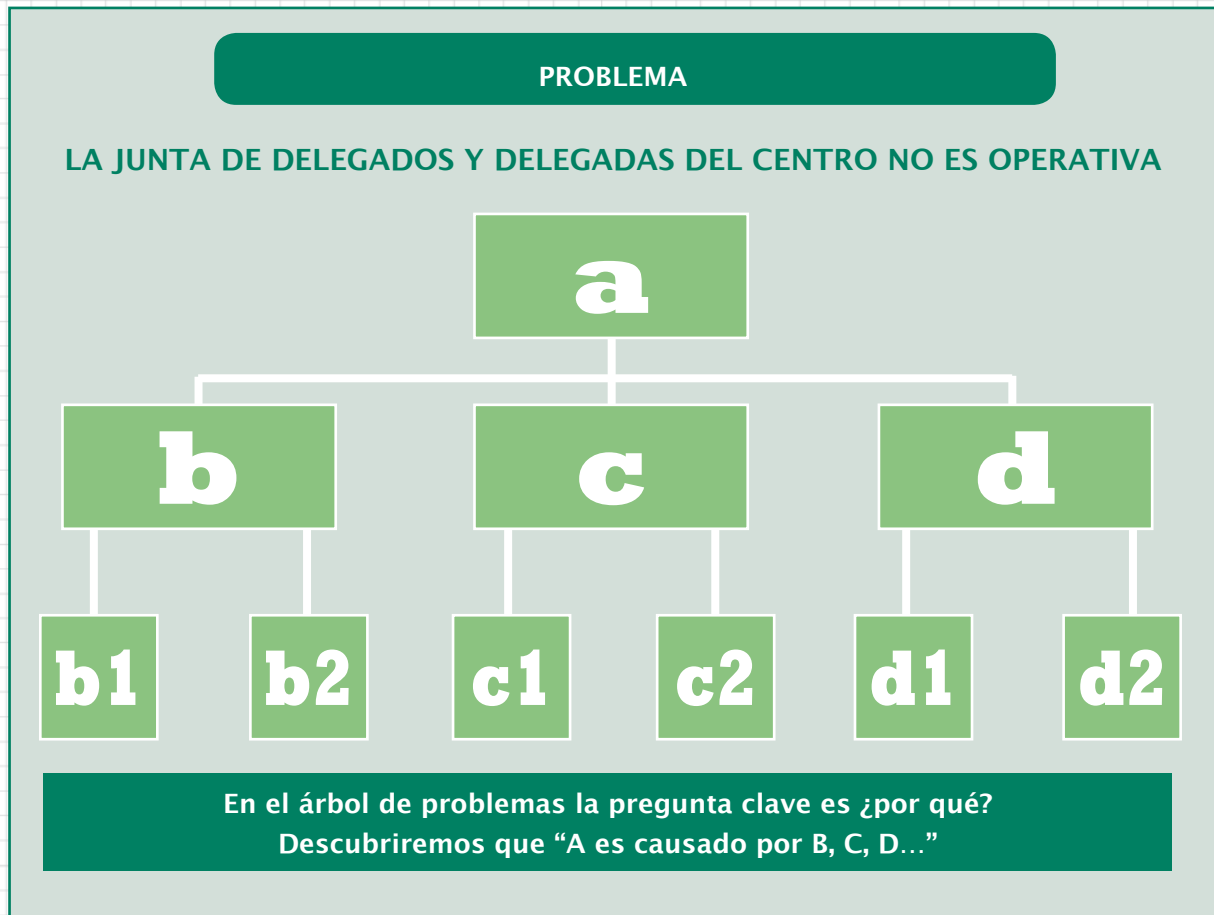 PROBLEMA
LA JUNTA DE DELEGADOS Y DELEGADAS DEL CENTRO NO ES OPERATIVA
a
b c d
b1 b2 c1 c2 d1 d2
En el árbol de problemas la pregunta clave es ¿por qué?
Descubriremos que “A es causado por B, C, D...”